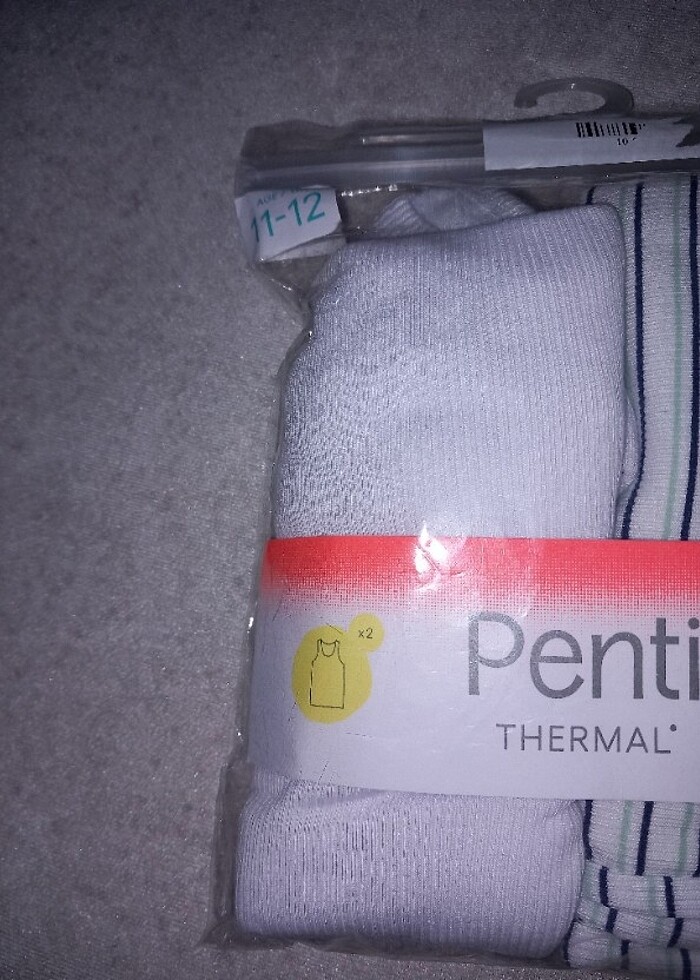 11-12
x2
Penti
THERMAL•